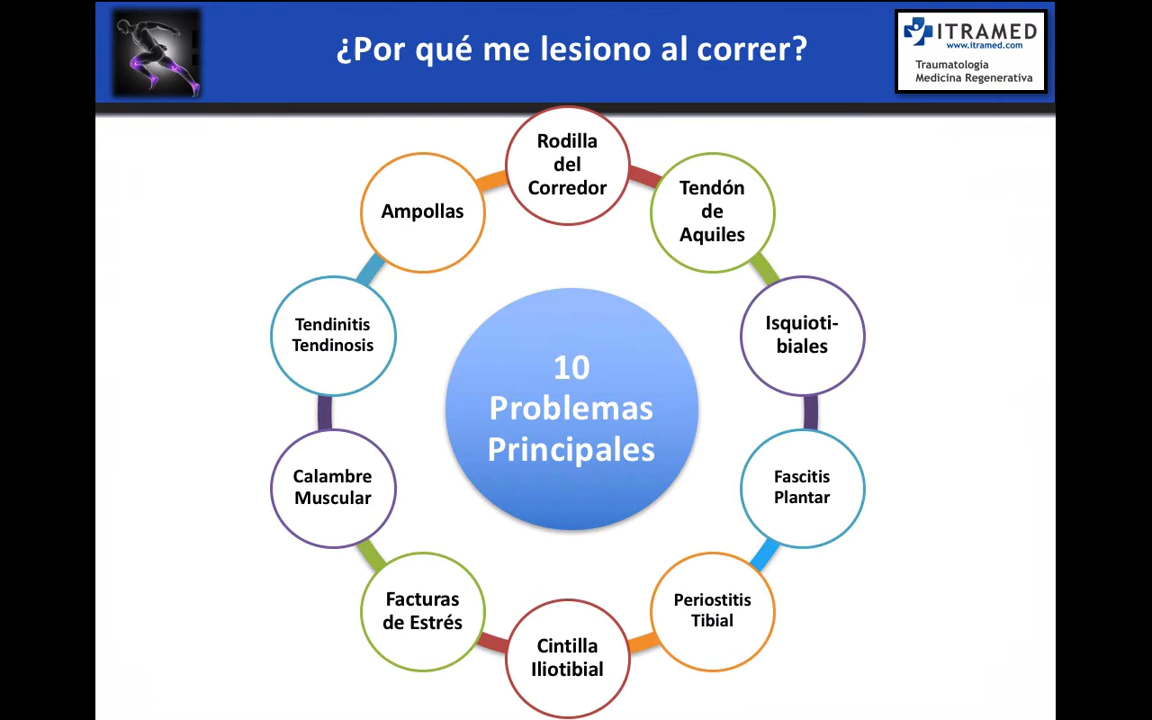 ¿Por qué me lesiono al correr?
ITRAMED
www.itramed.com
Traumatología
Medicina Regenerativa
Rodilla
del
Corredor
Tendón
de
Aquiles
Isquioti-
biales
Fascitis
Plantar
Periostitis
Tibial
Cintilla
Iliotibial
Facturas
de Estrés
Calambre
Muscular
Tendinitis
Tendinosis
Ampollas
10
Problemas
Principales